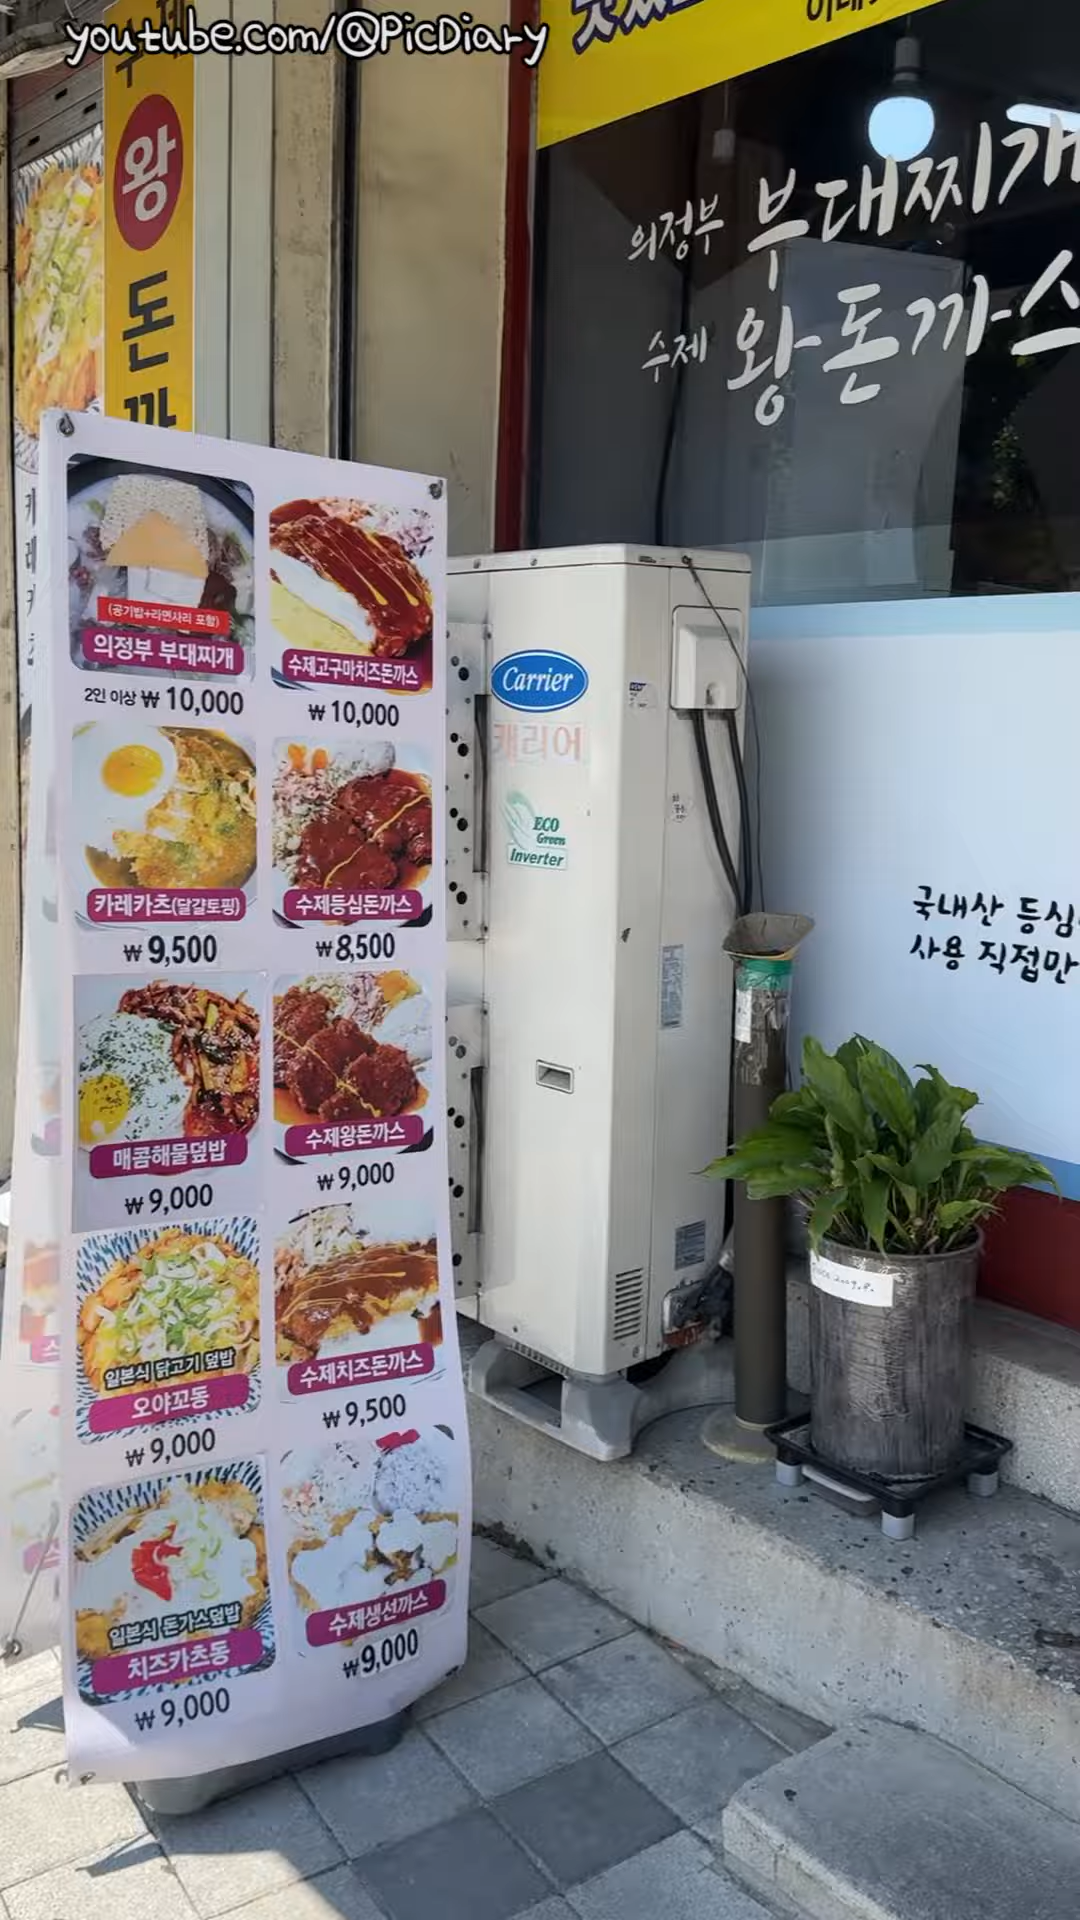 youtube.com/@PicDiary
수제
왕
돈
까
의정부 부대찌개
수제 왕돈까스
(공기밥+라면사리 포함)
의정부 부대찌개
2인 이상 ₩ 10,000
수제고구마치즈돈까스
₩ 10,000
카레카츠(달걀토핑)
₩ 9,500
수제등심돈까스
₩ 8,500
매콤해물덮밥
₩ 9,000
수제왕돈까스
₩ 9,000
일본식 닭고기 덮밥
오야꼬동
₩ 9,000
수제치즈돈까스
₩ 9,500
일본식 돈가스덮밥
치즈카츠동
₩ 9,000
수제생선까스
₩ 9,000
Carrier
캐리어
ECO
Green
Inverter
국내산 등심
사용 직접만